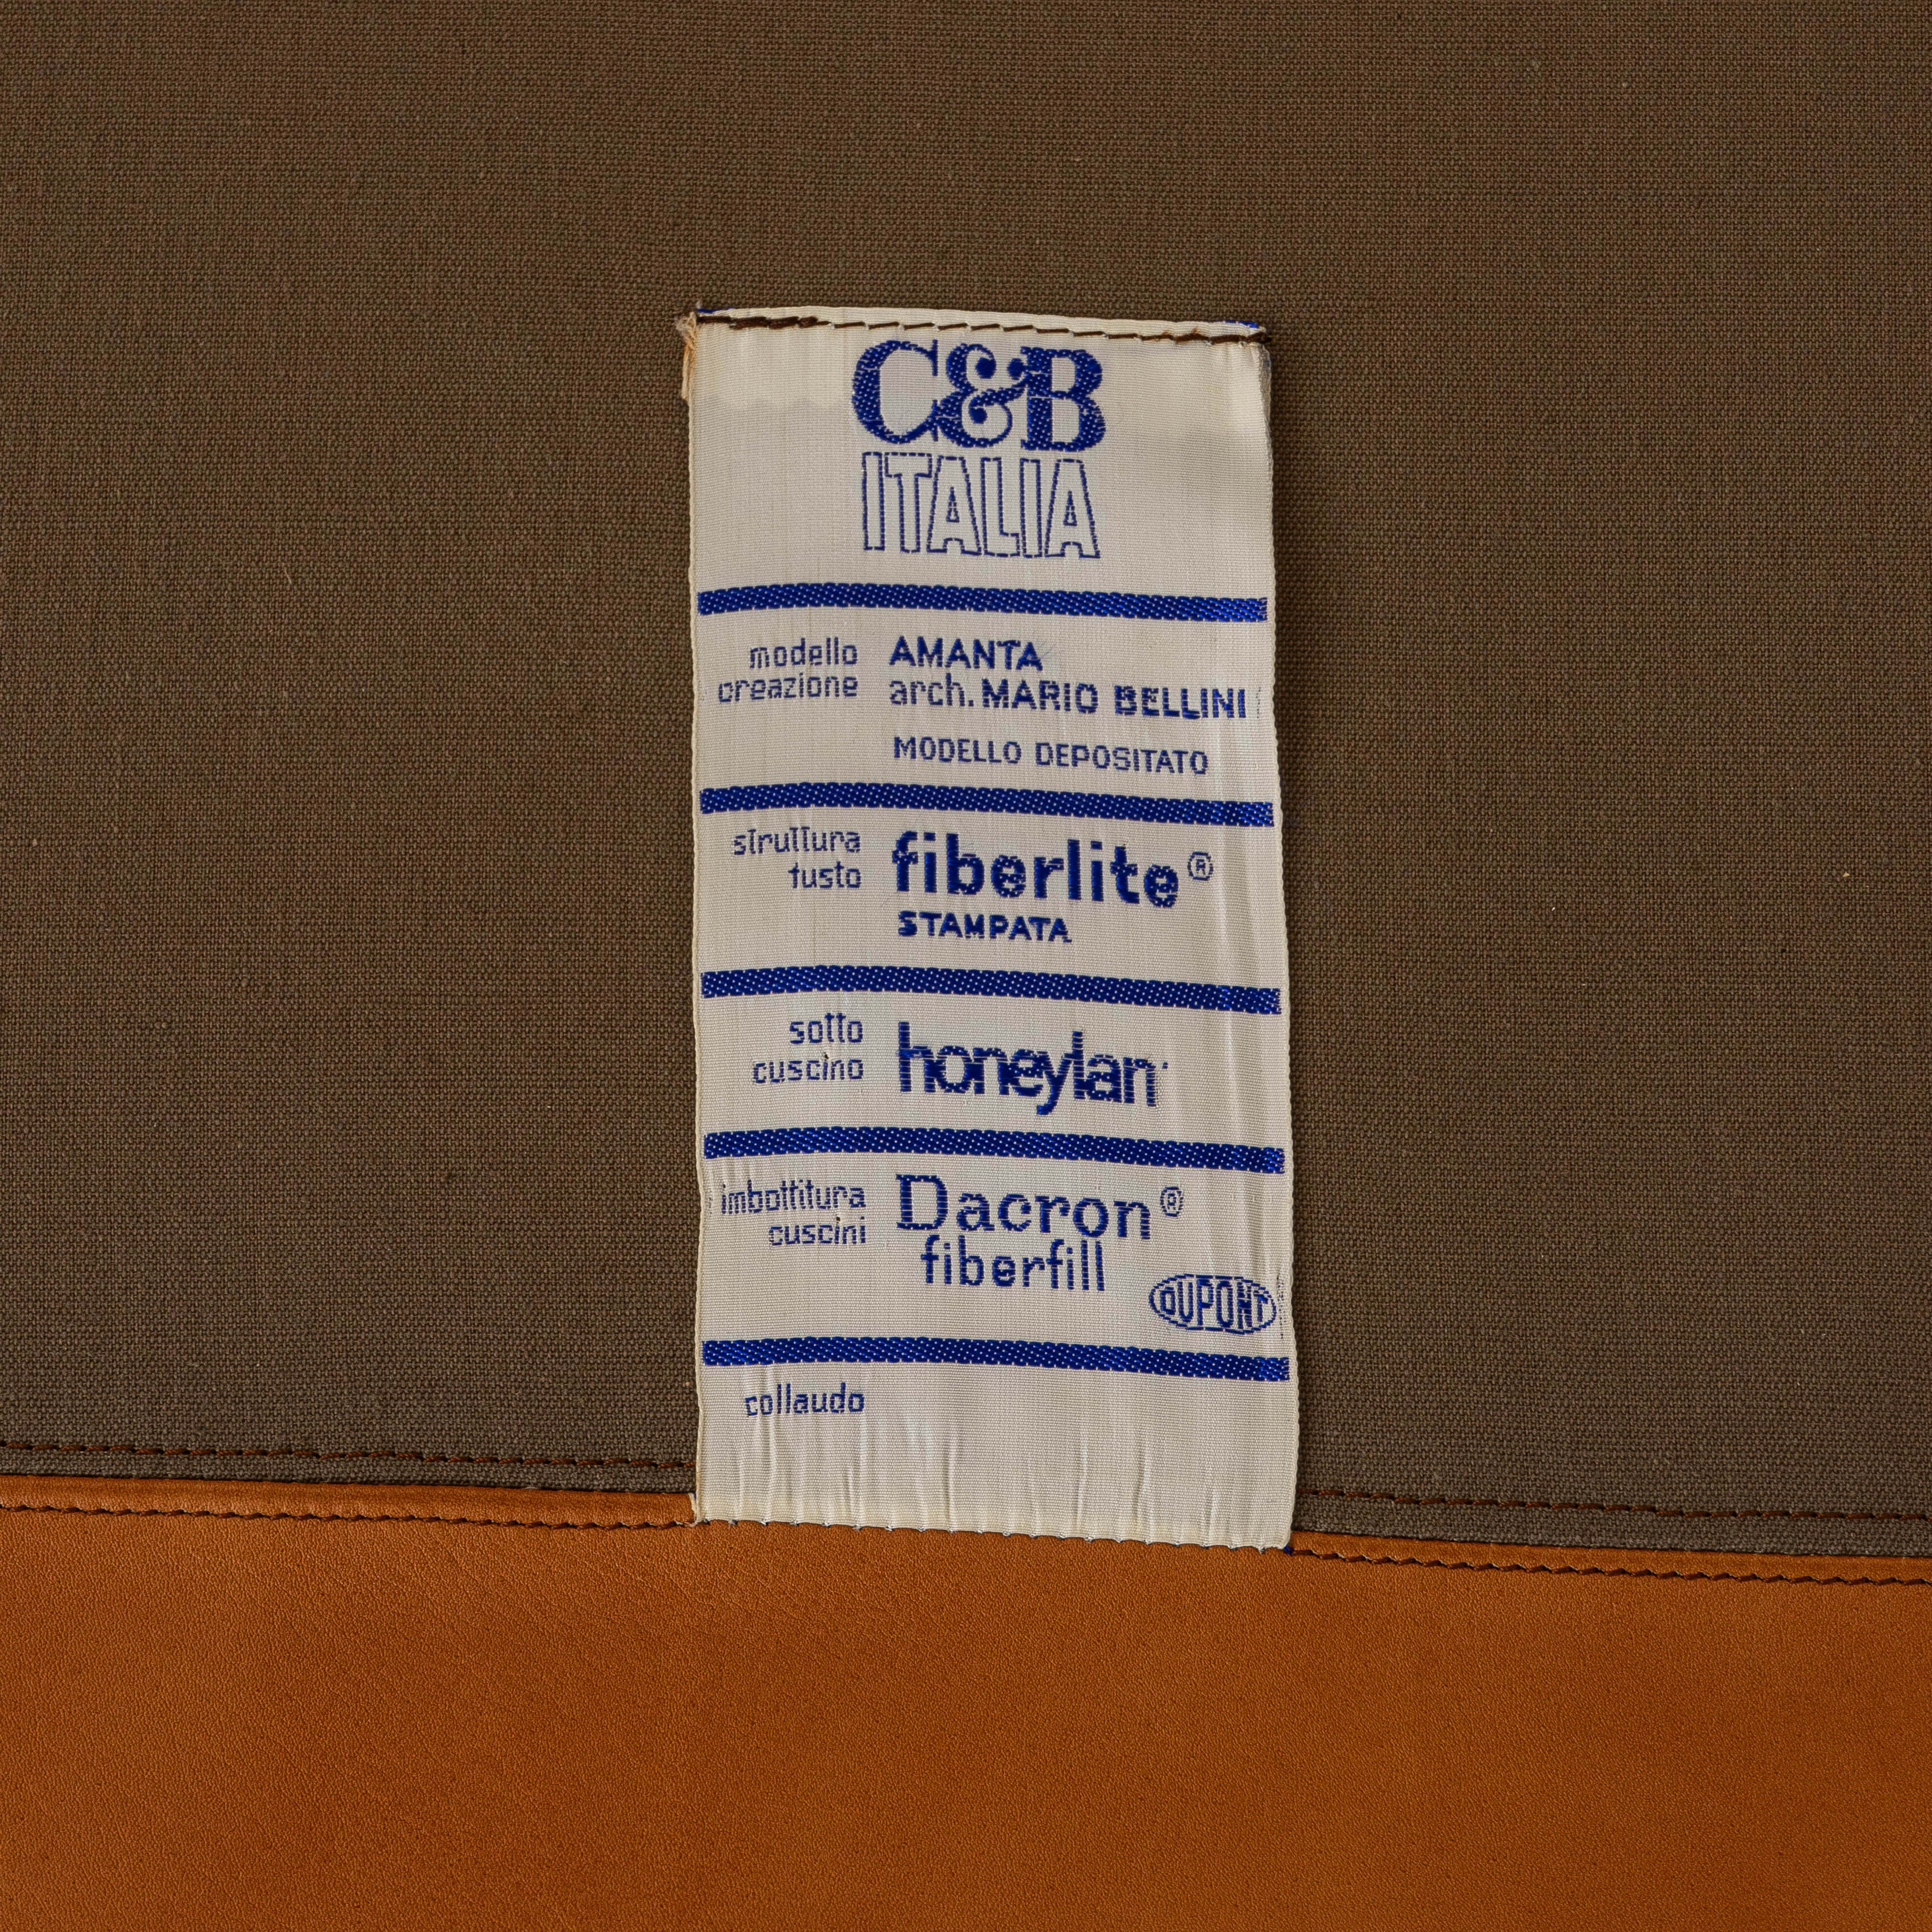 C&B
ITALIA
modello AMANTA
creazione arch. MARIO BELLINI
MODELLO DEPOSITATO
struttura
fusto fiberlite®
STAMPATA
sotto
cuscino honeylan
imbottitura Dacron®
cuscini fiberfill
DUPONT
collaudo